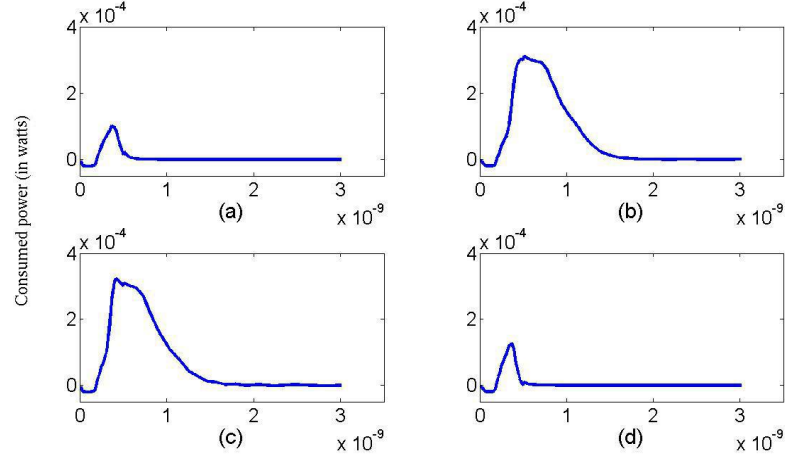 Consumed power (in watts)
4 x 10⁻⁴
2
0
0 1 2 3
(a) x 10⁻⁹
4 x 10⁻⁴
2
0
0 1 2 3
(b) x 10⁻⁹
4 x 10⁻⁴
2
0
0 1 2 3
(c) x 10⁻⁹
4 x 10⁻⁴
2
0
0 1 2 3
(d) x 10⁻⁹